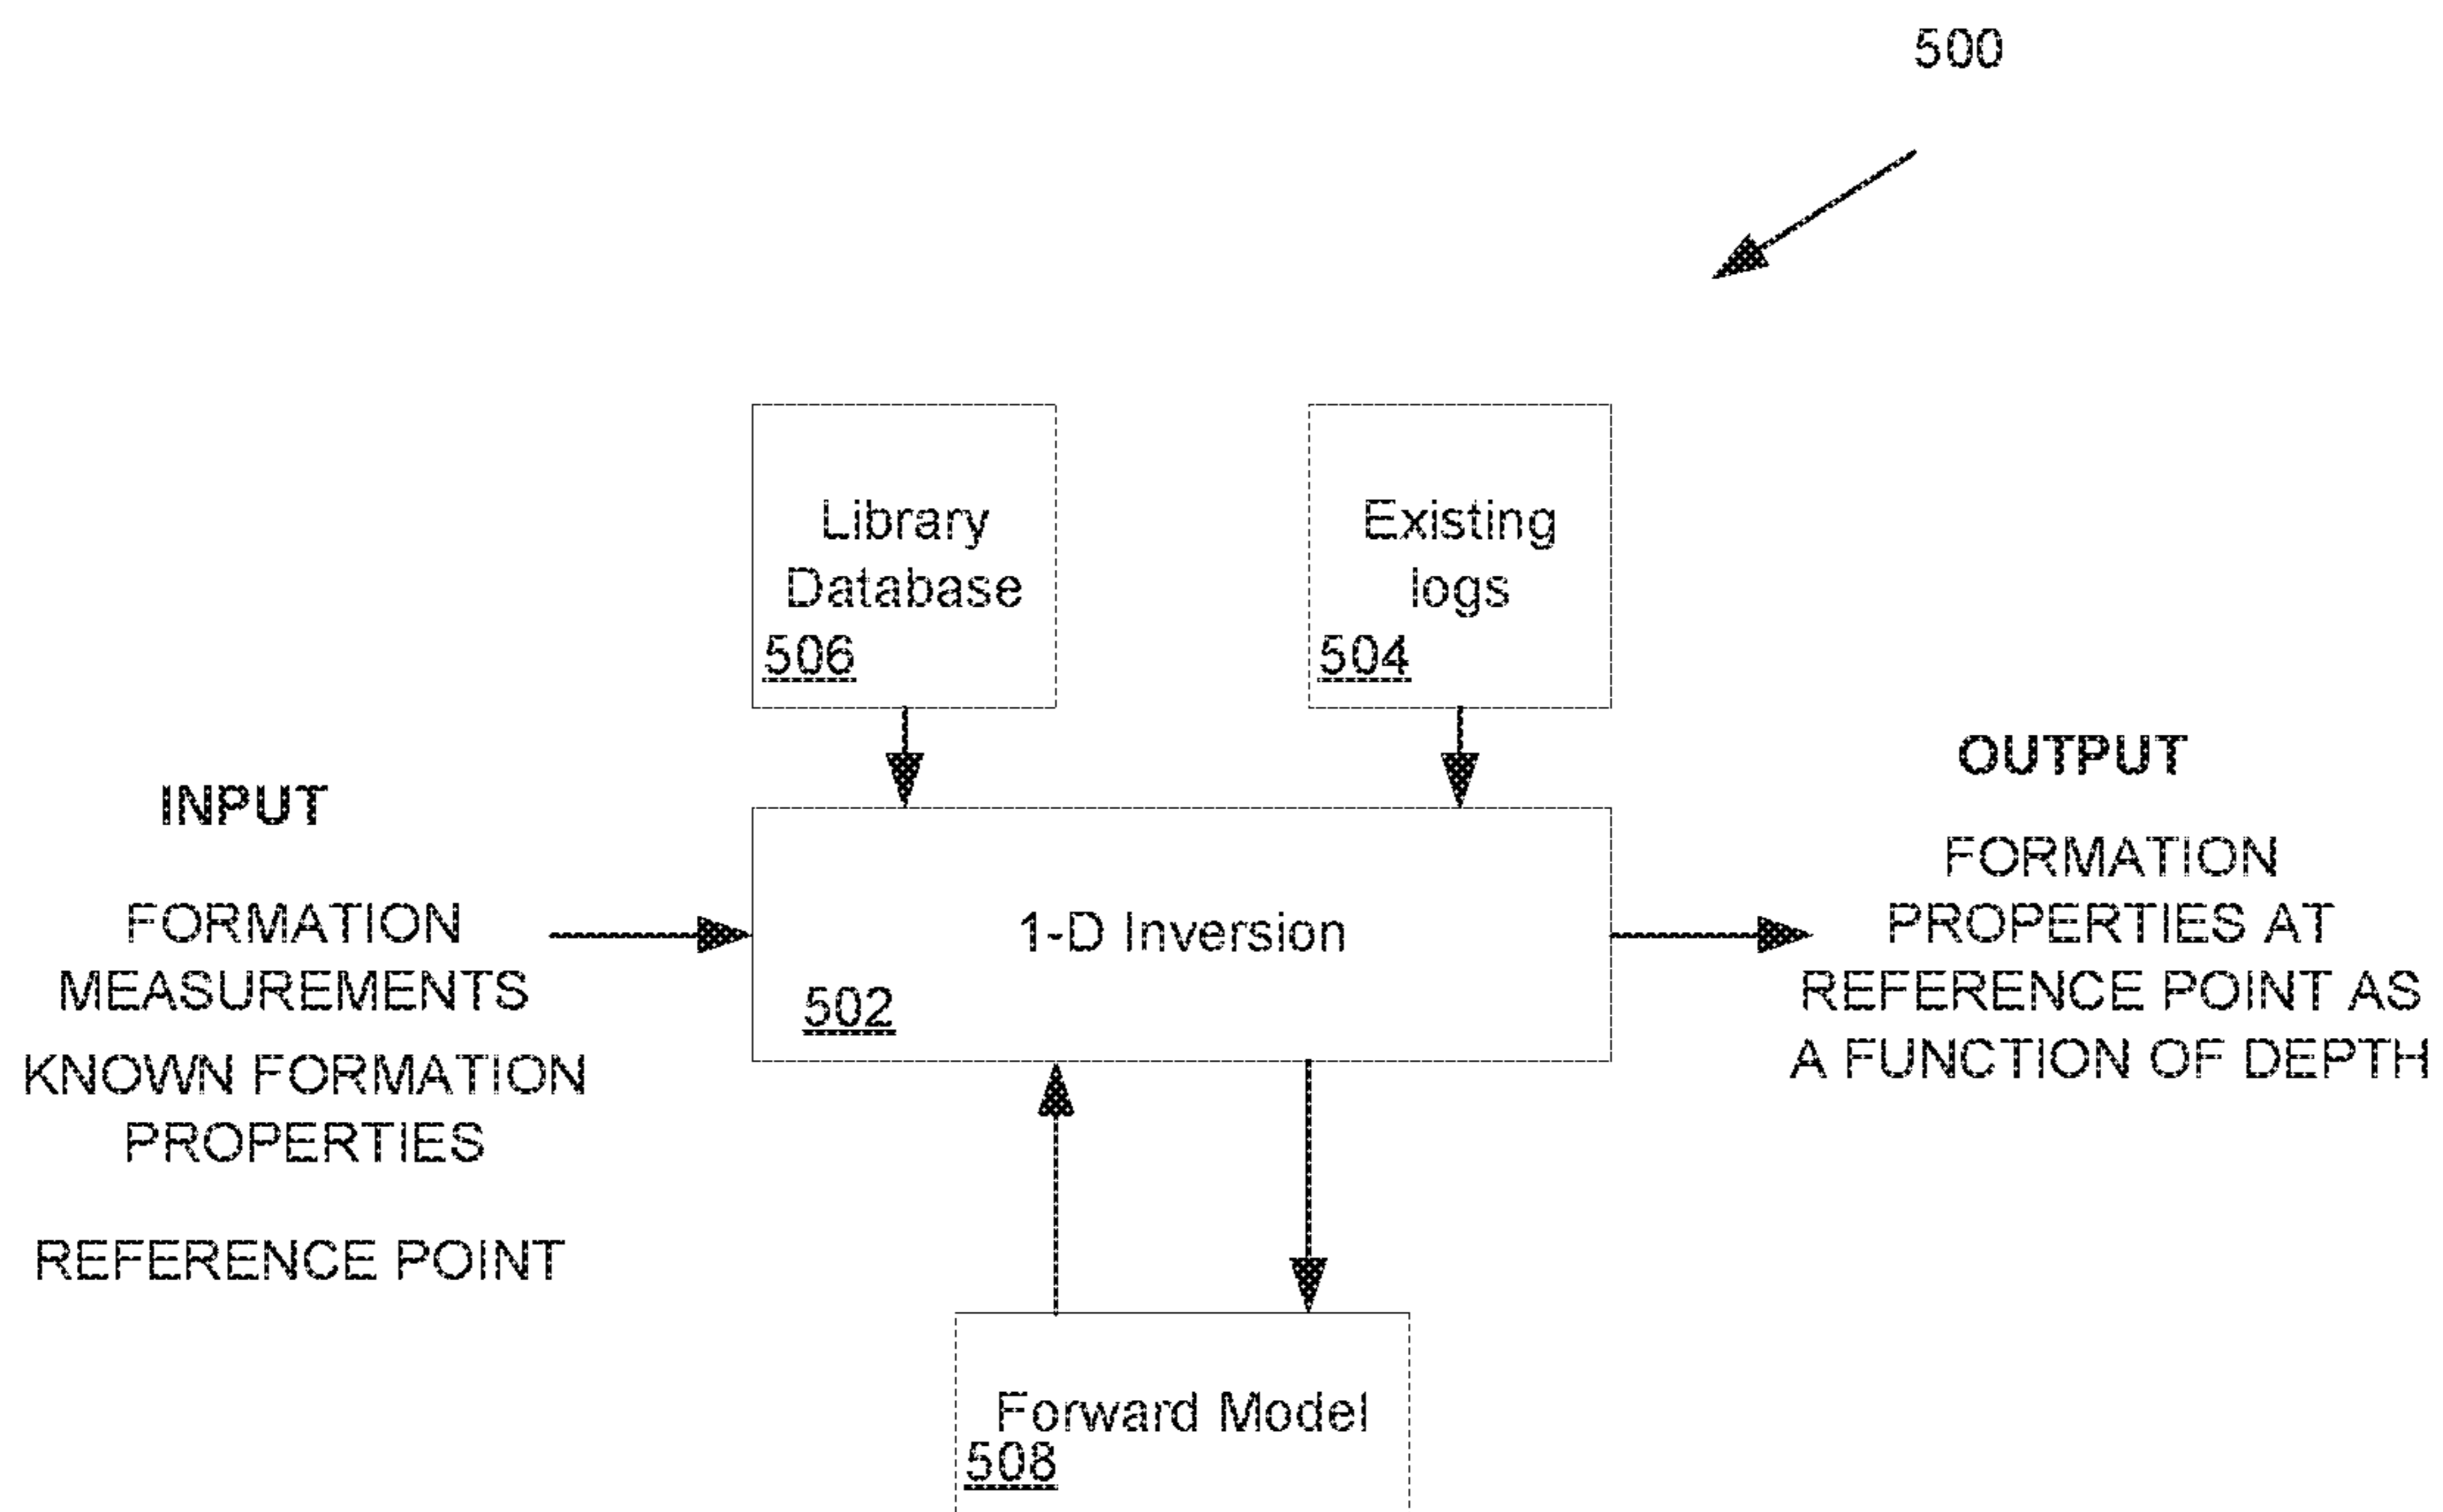 500
Library
Database
506
Existing
logs
504
INPUT
FORMATION
MEASUREMENTS
KNOWN FORMATION
PROPERTIES
REFERENCE POINT
1-D Inversion
502
OUTPUT
FORMATION
PROPERTIES AT
REFERENCE POINT AS
A FUNCTION OF DEPTH
Forward Model
508